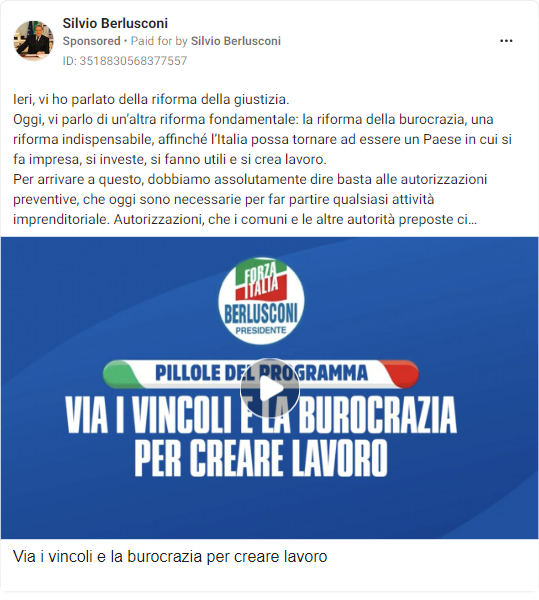 Silvio Berlusconi
Sponsored • Paid for by Silvio Berlusconi
ID: 3518830568377557
Ieri, vi ho parlato della riforma della giustizia.
Oggi, vi parlo di un'altra riforma fondamentale: la riforma della burocrazia, una
riforma indispensabile, affinché l'Italia possa tornare ad essere un Paese in cui si
fa impresa, si investe, si fanno utili e si crea lavoro.
Per arrivare a questo, dobbiamo assolutamente dire basta alle autorizzazioni
preventive, che oggi sono necessarie per far partire qualsiasi attività
imprenditoriale. Autorizzazioni, che i comuni e le altre autorità preposte ci...
FORZA
ITALIA
BERLUSCONI
PRESIDENTE
PILLOLE DEL PROGRAMMA
VIA I VINCOLI E LA BUROCRAZIA
PER CREARE LAVORO
Via i vincoli e la burocrazia per creare lavoro